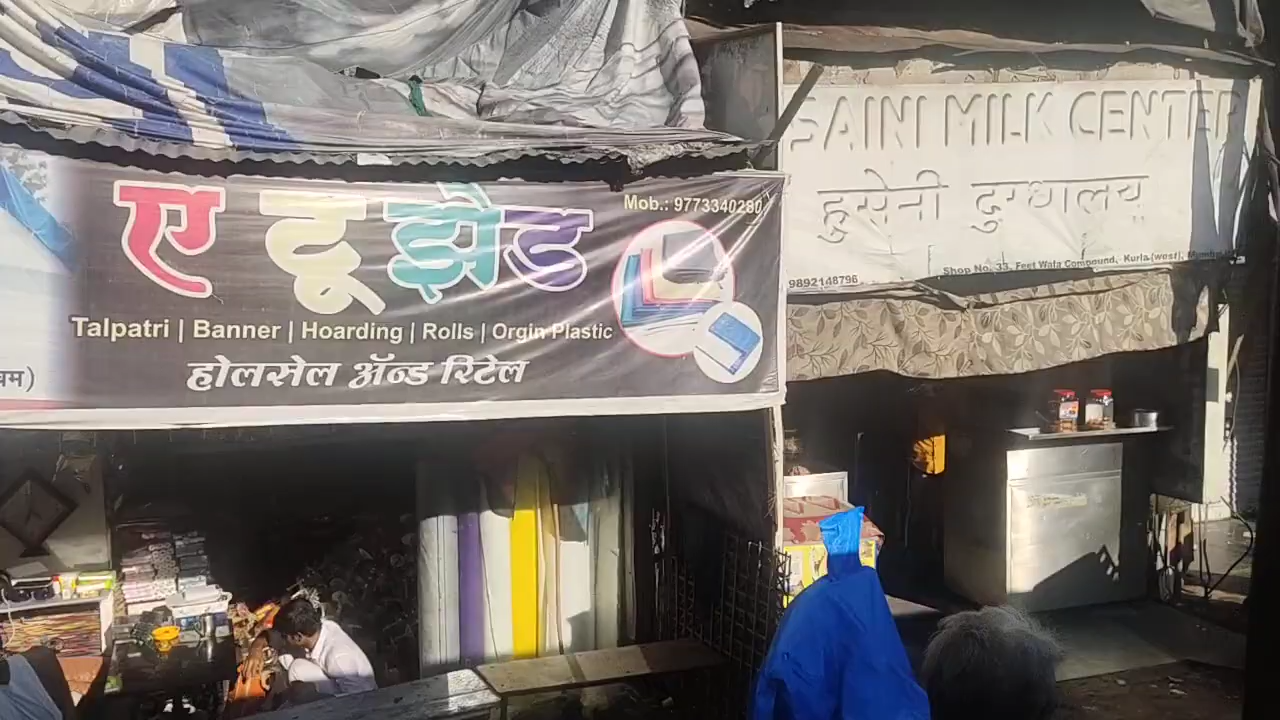 ए टू झेड
Mob.: 9773340280
Talpatri | Banner | Hoarding | Rolls | Orgin Plastic
होलसेल ॲन्ड रिटेल
SAINI MILK CENTER
हुसेनी दुग्धालय
9892148796
Shop No. 33, Feet Wala Compound, Kurla (west),